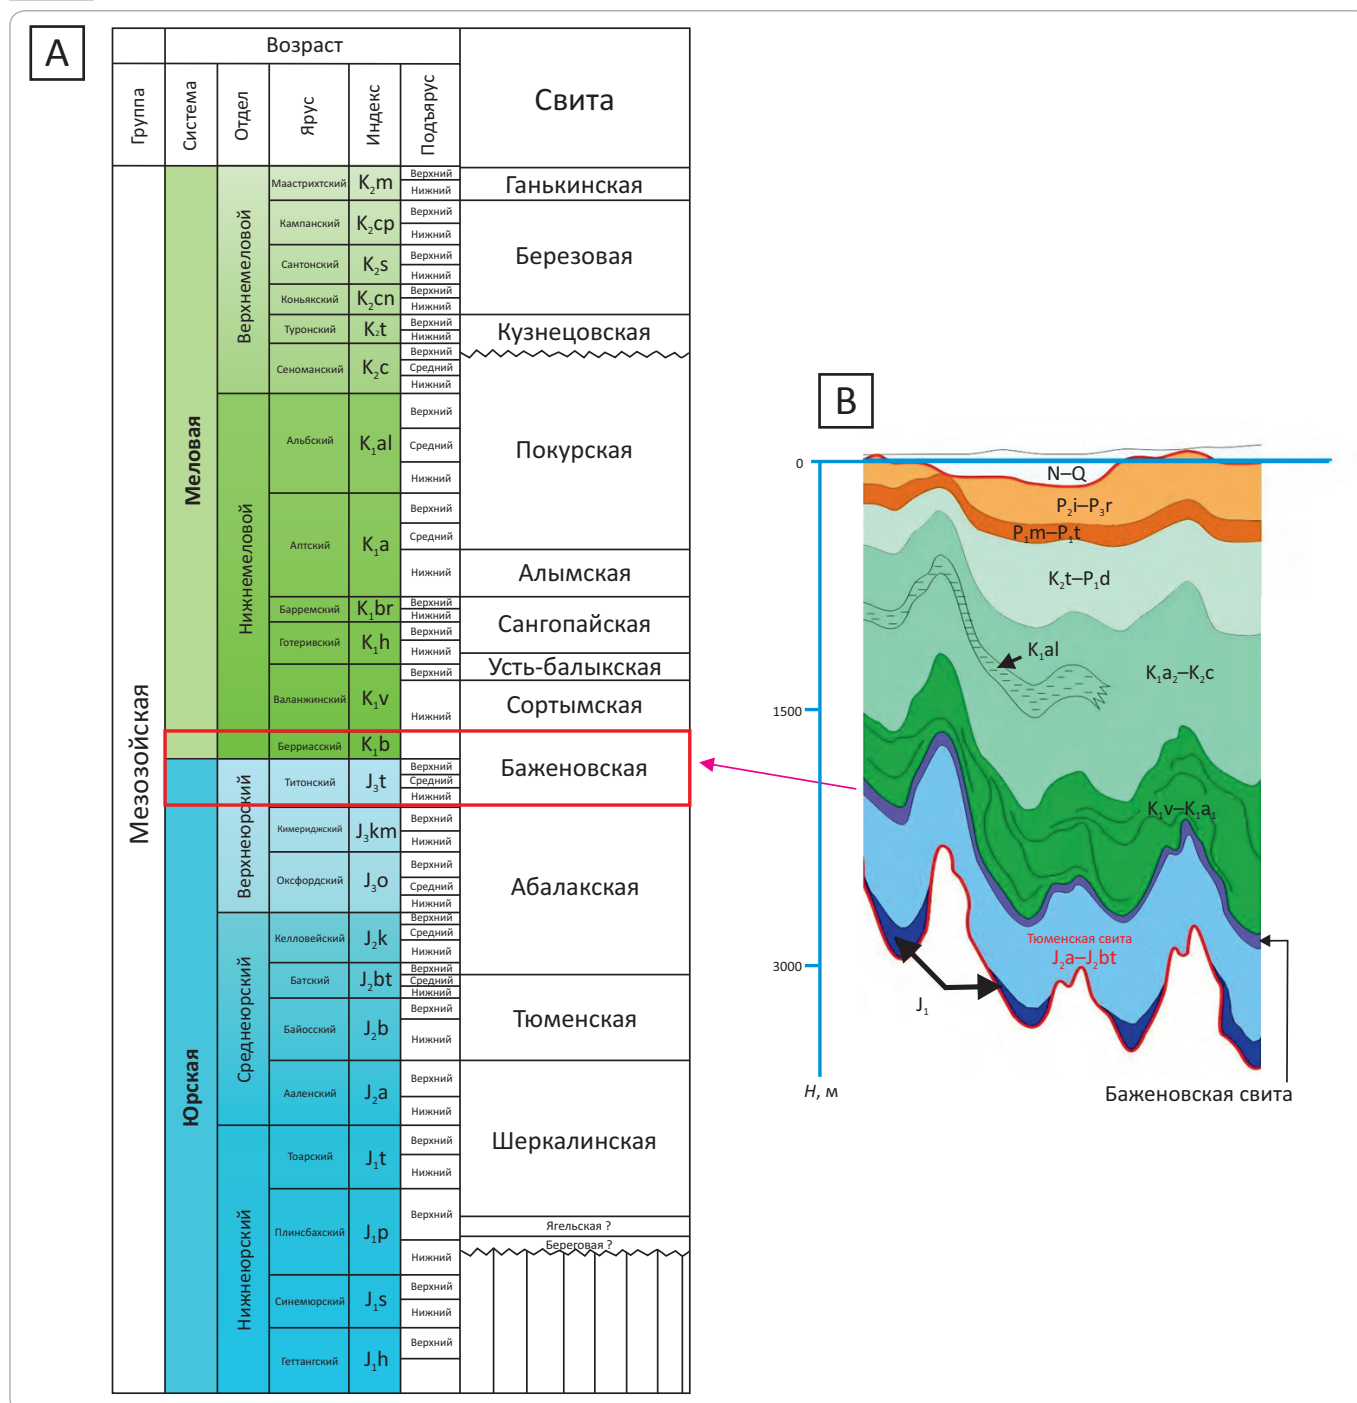 A
Возраст
Группа
Система
Отдел
Ярус
Индекс
Подъярус
Свита
Мезозойская
Меловая
Верхнемеловой
Маастрихтский
K2m
Верхний
Нижний
Ганькинская
Кампанский
K2cp
Верхний
Нижний
Березовая
Сантонский
K2s
Верхний
Нижний
Коньякский
K2cn
Верхний
Нижний
Туронский
K2t
Верхний
Нижний
Кузнецовская
Сеноманский
K2c
Верхний
Средний
Нижний
Нижнемеловой
Альбский
K1al
Верхний
Средний
Нижний
Покурская
Аптский
K1a
Верхний
Средний
Нижний
Алымская
Барремский
K1br
Верхний
Нижний
Сангопайская
Готеривский
K1h
Верхний
Нижний
Усть-балыкская
Валанжинский
K1v
Верхний
Нижний
Сортымская
Берриасский
K1b
Баженовская
Юрская
Верхнеюрский
Титонский
J3t
Верхний
Средний
Нижний
Кимериджский
J3km
Верхний
Нижний
Абалакская
Оксфордский
J3o
Верхний
Средний
Нижний
Среднеюрский
Келловейский
J2k
Верхний
Средний
Нижний
Батский
J2bt
Верхний
Средний
Нижний
Тюменская
Байосский
J2b
Верхний
Нижний
Ааленский
J2a
Верхний
Нижний
Шеркалинская
Нижнеюрский
Тоарский
J1t
Верхний
Нижний
Плинсбахский
J1p
Верхний
Нижний
Ягельская ?
Береговая ?
Синемюрский
J1s
Верхний
Нижний
Геттангский
J1h
Верхний
B
0
1500
3000
H, м
N–Q
P2i–P3r
P1m–P1t
K2t–P1d
K1al
K1a2–K2c
K1v–K1a1
Тюменская свита
J2a–J2bt
J1
Баженовская свита